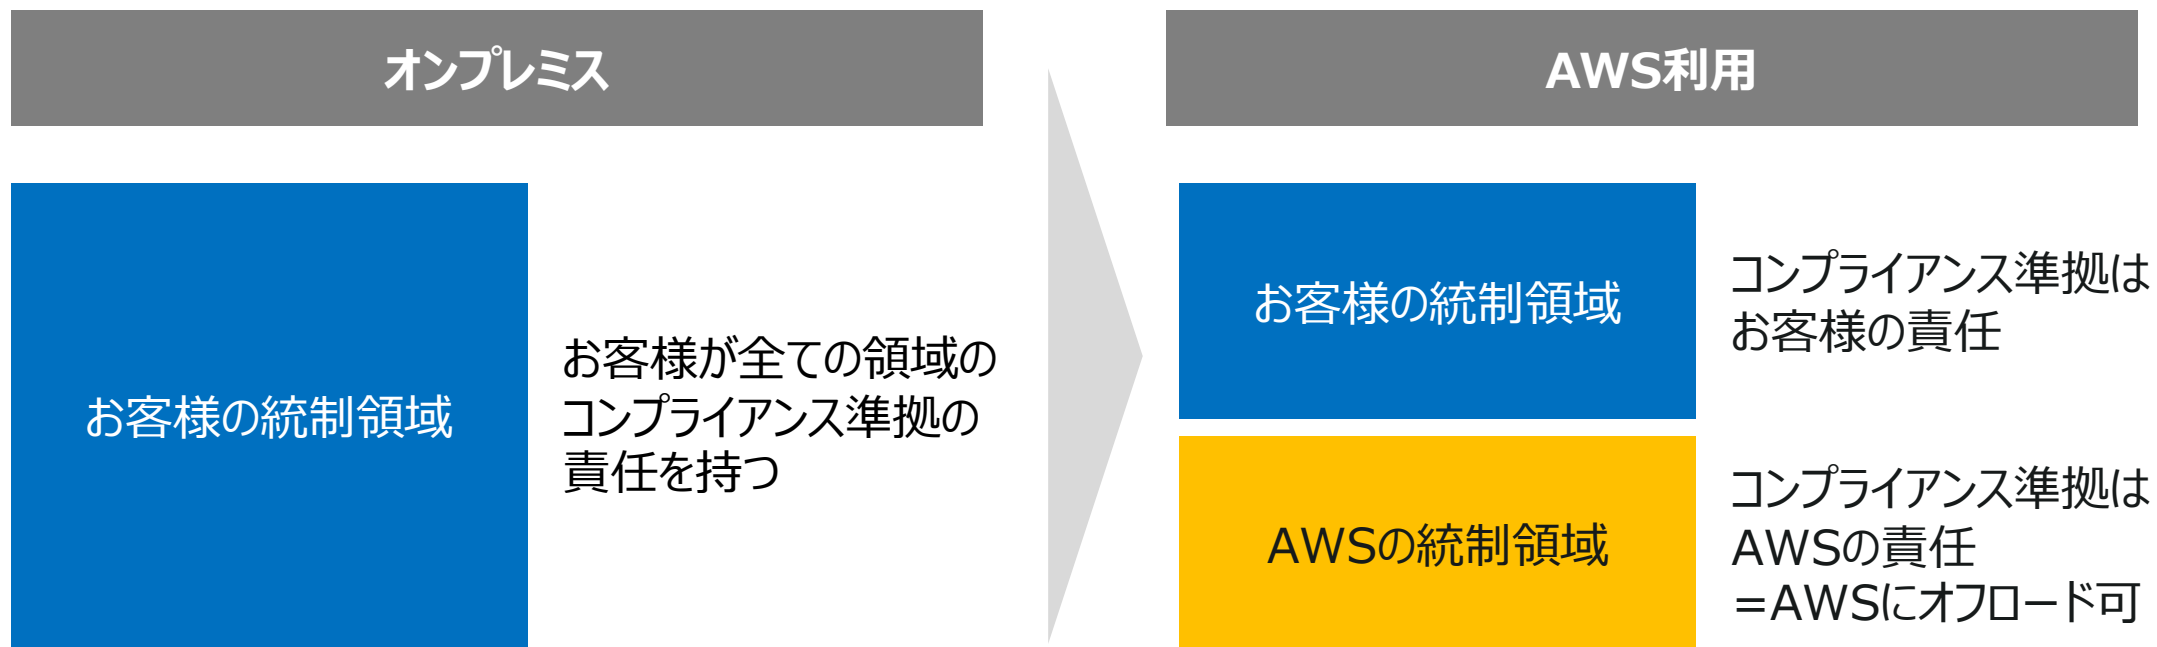 オンプレミス
お客様の統制領域
お客様が全ての領域の
コンプライアンス準拠の
責任を持つ
AWS利用
お客様の統制領域
コンプライアンス準拠は
お客様の責任
AWSの統制領域
コンプライアンス準拠は
AWSの責任
=AWSにオフロード可